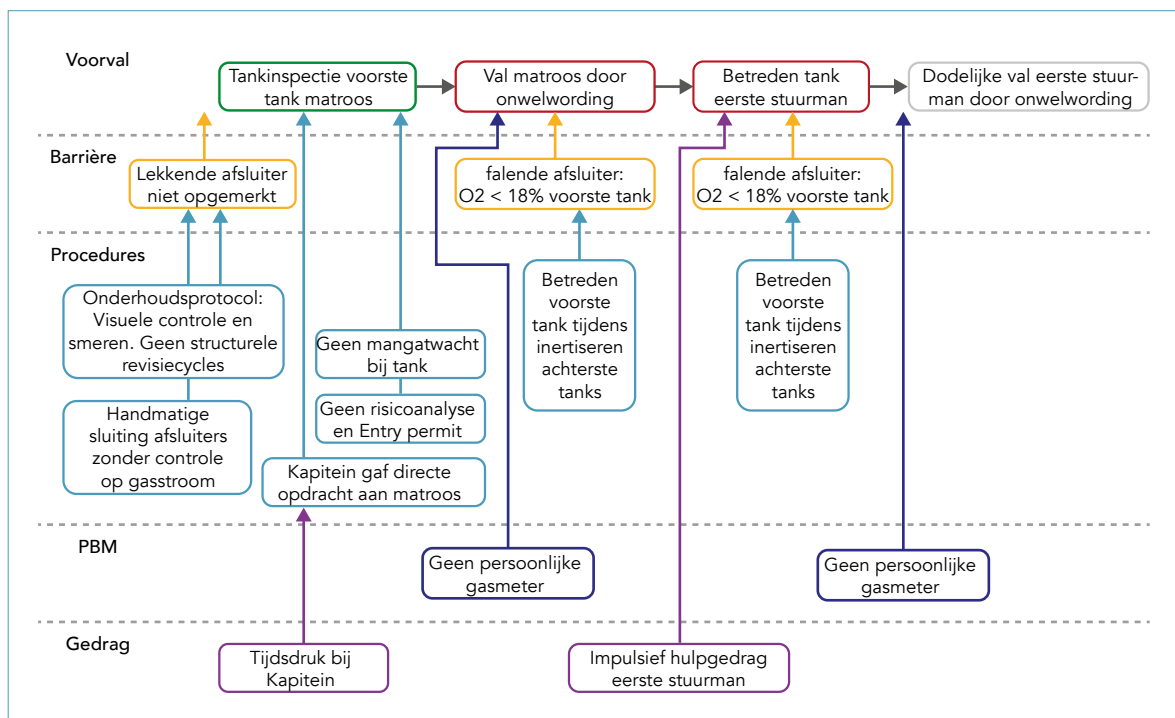 Voorval
Tankinspectie voorste
tank matroos
Val matroos door
onwelwording
Betreden tank
eerste stuurman
Dodelijke val eerste stuur-
man door onwelwording
Barrière
Lekkende afsluiter
niet opgemerkt
falende afsluiter:
O2 < 18% voorste tank
falende afsluiter:
O2 < 18% voorste tank
Procedures
Onderhoudsprotocol:
Visuele controle en
smeren. Geen structurele
revisiecycles
Handmatige
sluiting afsluiters
zonder controle
op gasstroom
Geen mangatwacht
bij tank
Geen risicoanalyse
en Entry permit
Kapitein gaf directe
opdracht aan matroos
Betreden
voorste
tank tijdens
inertiseren
achterste
tanks
Betreden
voorste
tank tijdens
inertiseren
achterste
tanks
PBM
Geen persoonlijke
gasmeter
Geen persoonlijke
gasmeter
Gedrag
Tijdsdruk bij
Kapitein
Impulsief hulpgedrag
eerste stuurman